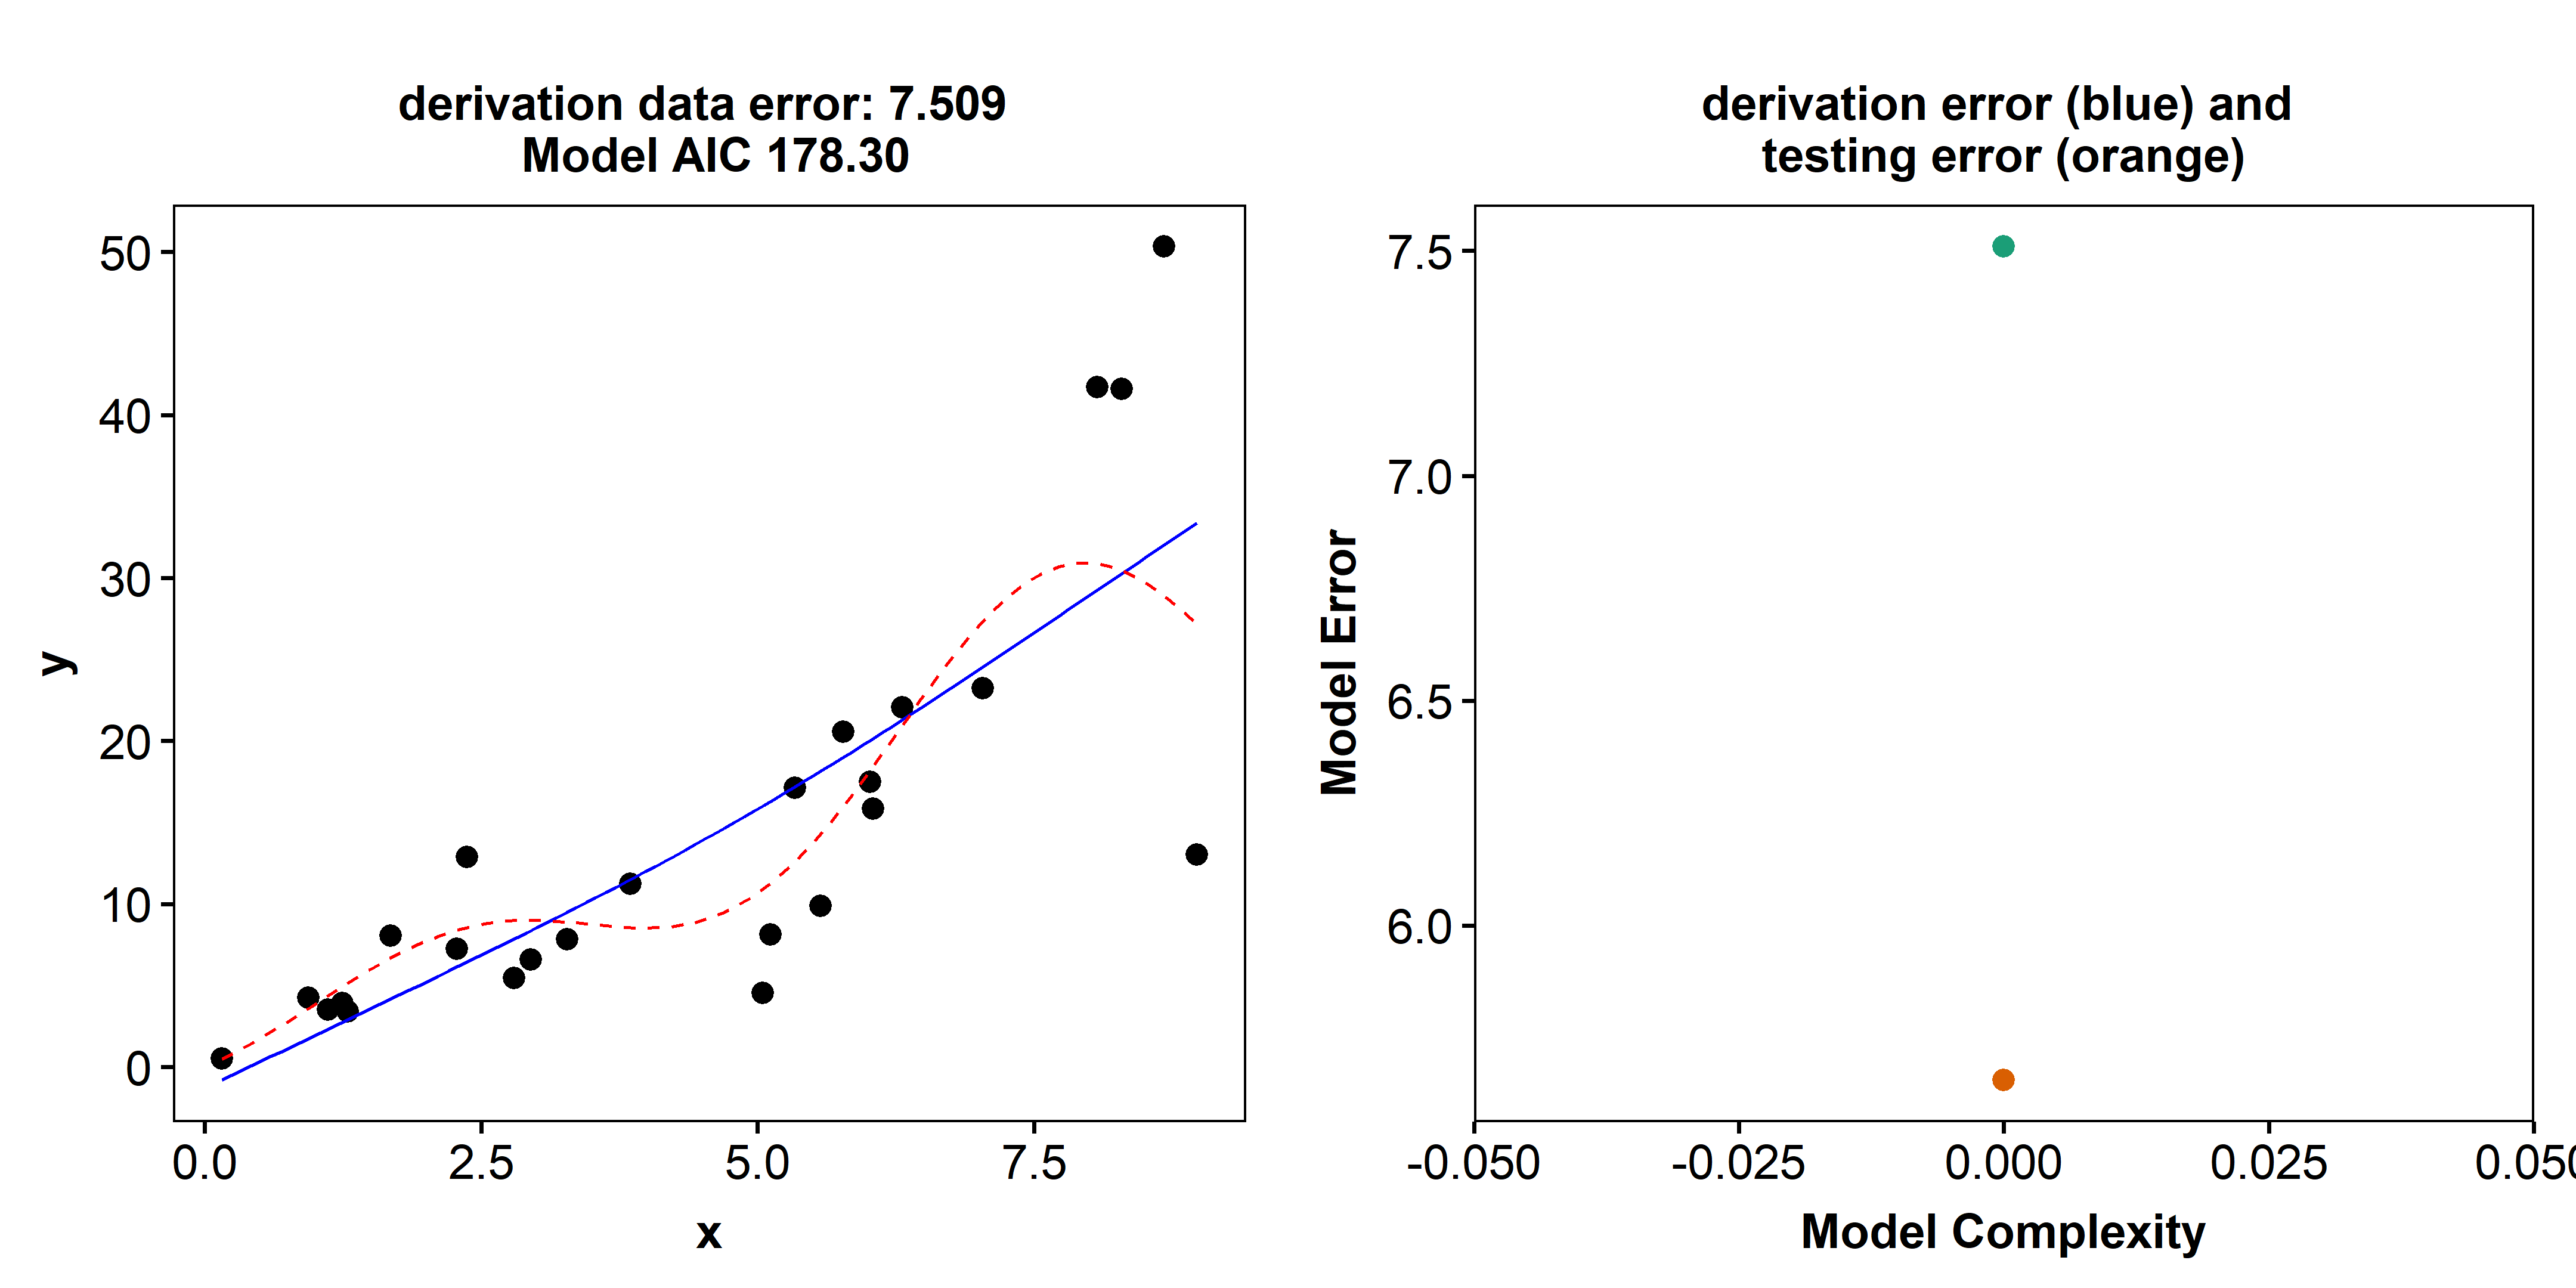 derivation data error: 7.509
Model AIC 178.30
y
50
40
30
20
10
0
0.0 2.5 5.0 7.5
x
derivation error (blue) and
testing error (orange)
Model Error
7.5
7.0
6.5
6.0
-0.050 -0.025 0.000 0.025 0.050
Model Complexity